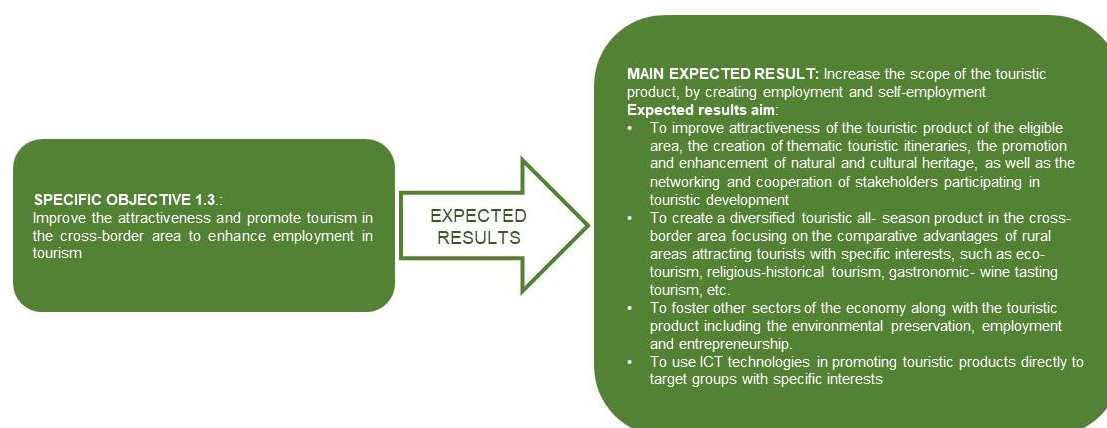 SPECIFIC OBJECTIVE 1.3.:
Improve the attractiveness and promote tourism in
the cross-border area to enhance employment in
tourism
EXPECTED
RESULTS
MAIN EXPECTED RESULT: Increase the scope of the touristic
product, by creating employment and self-employment
Expected results aim:
• To improve attractiveness of the touristic product of the eligible
area, the creation of thematic touristic itineraries, the promotion
and enhancement of natural and cultural heritage, as well as the
networking and cooperation of stakeholders participating in
touristic development
• To create a diversified touristic all- season product in the cross-
border area focusing on the comparative advantages of rural
areas attracting tourists with specific interests, such as eco-
tourism, religious-historical tourism, gastronomic- wine tasting
tourism, etc.
• To foster other sectors of the economy along with the touristic
product including the environmental preservation, employment
and entrepreneurship.
• To use ICT technologies in promoting touristic products directly to
target groups with specific interests